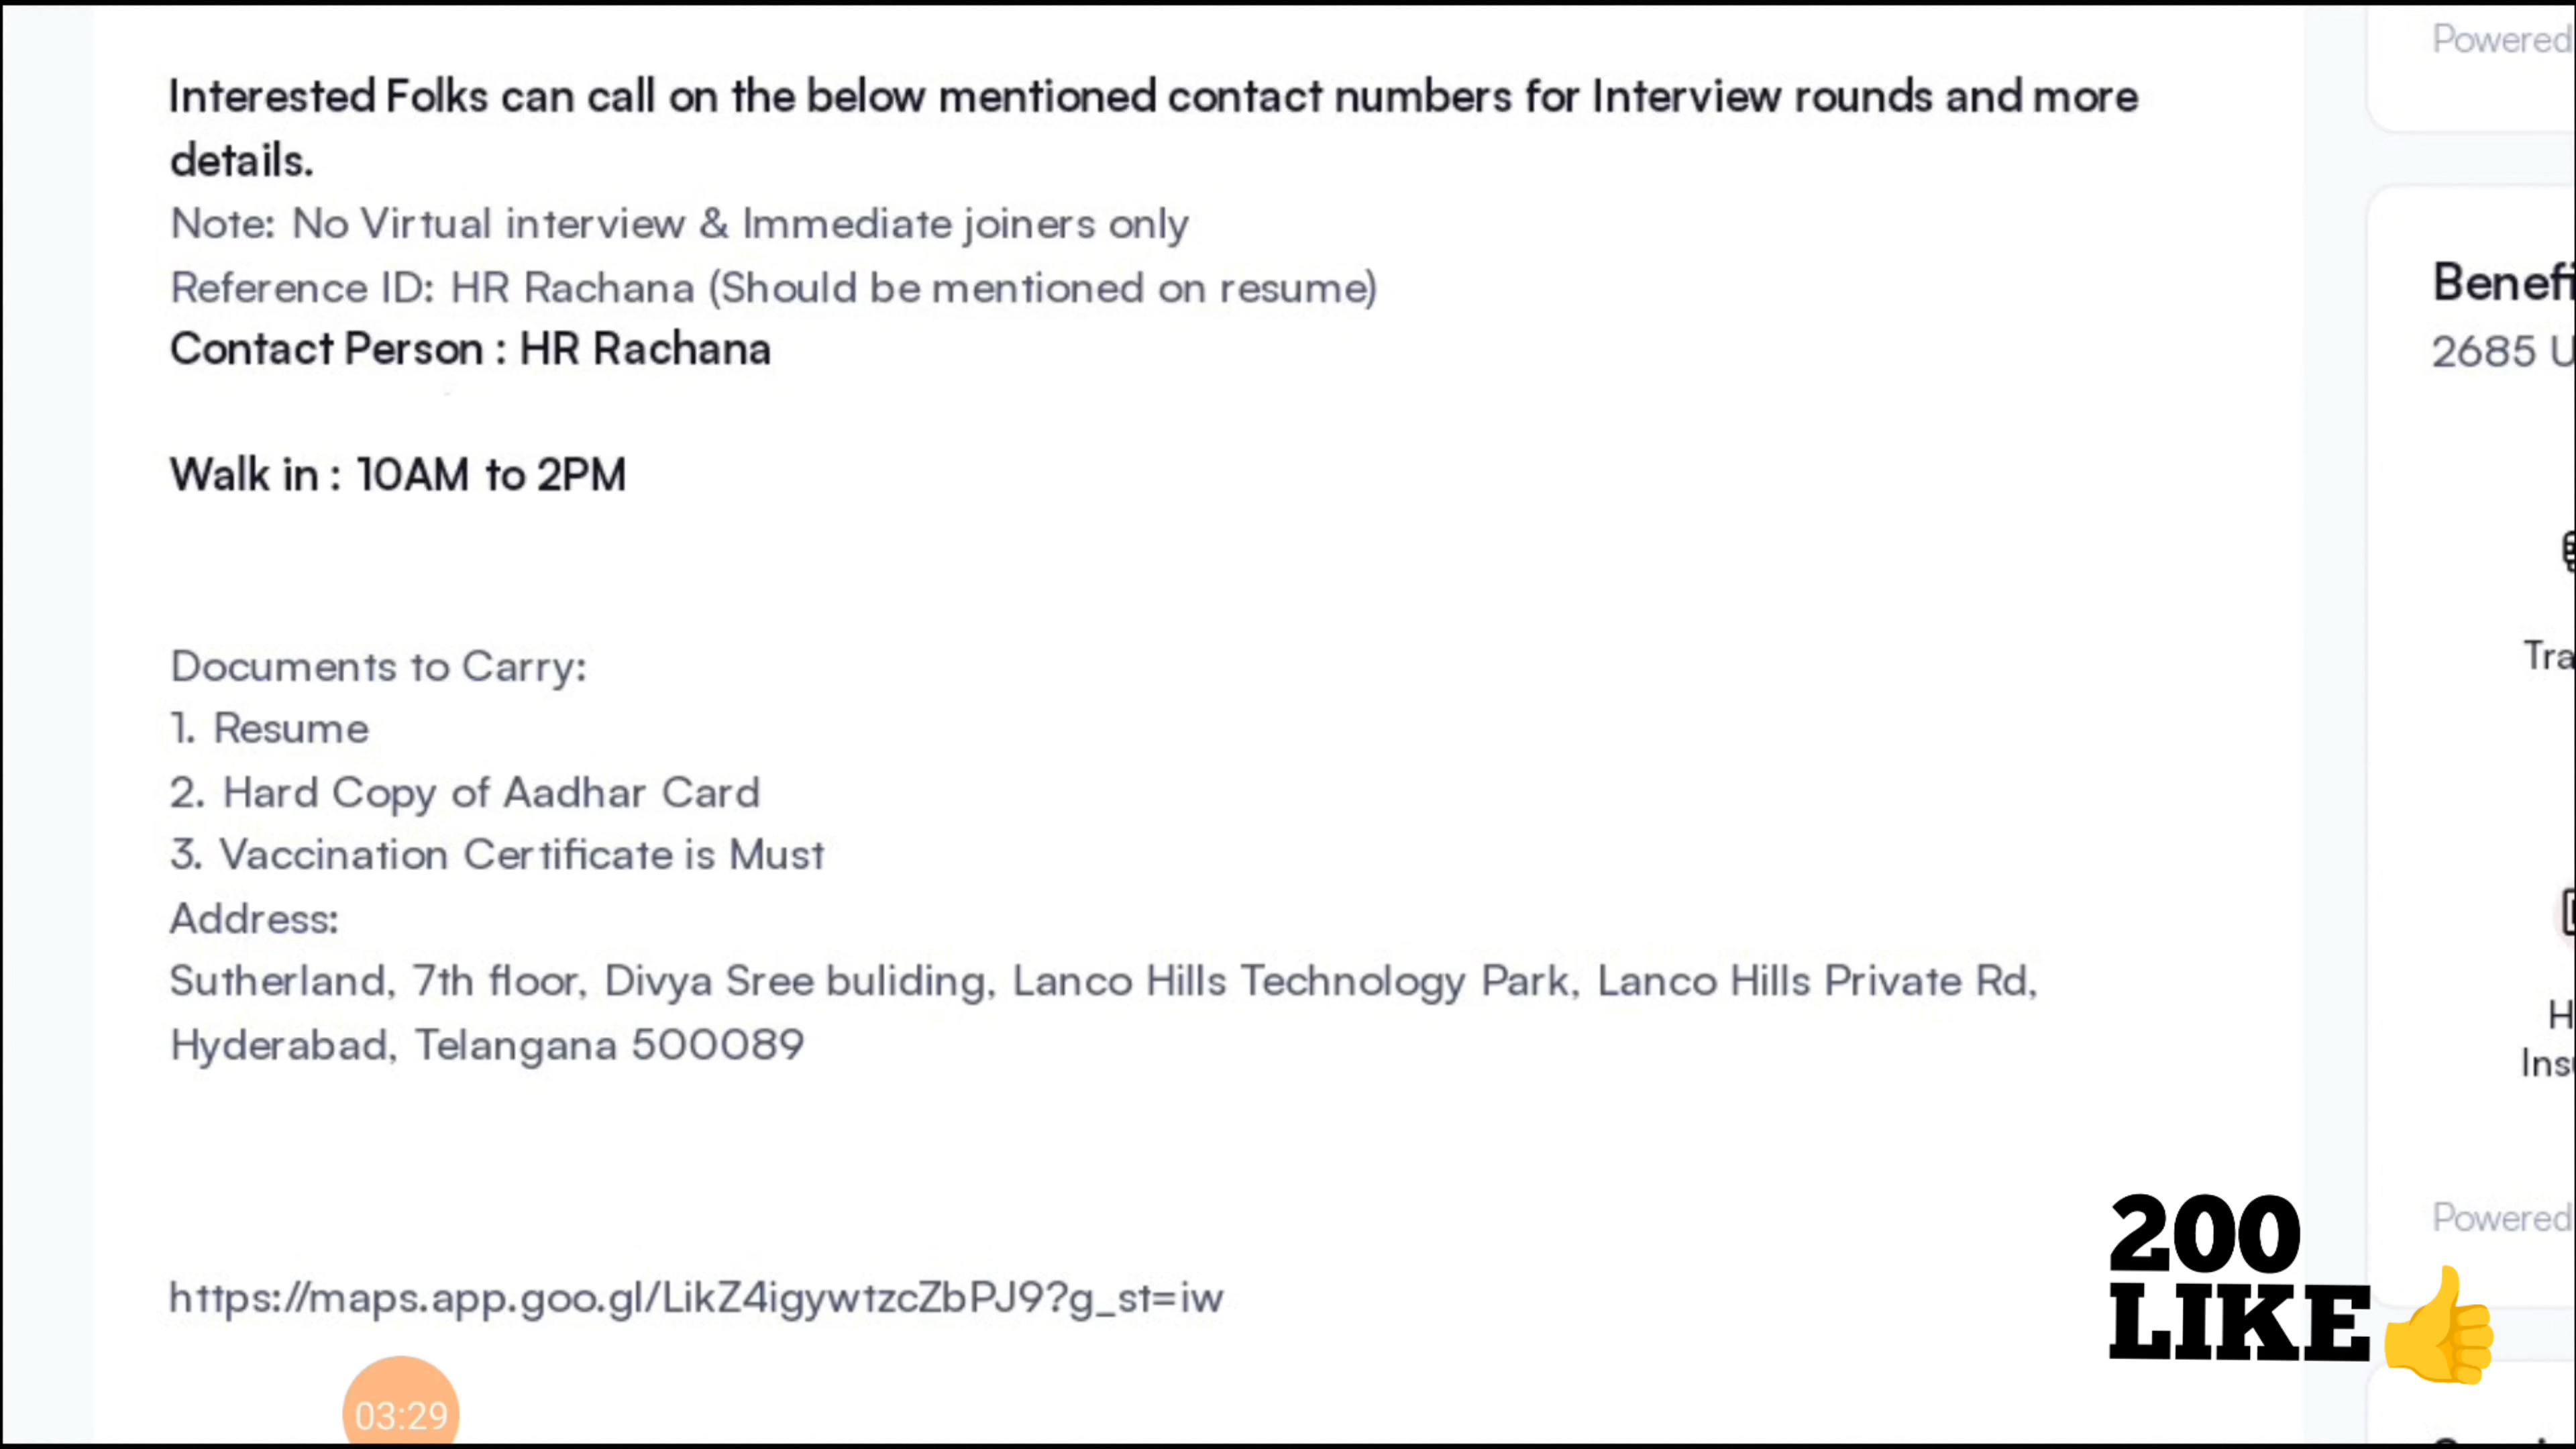 Powered
Interested Folks can call on the below mentioned contact numbers for Interview rounds and more
details.
Note: No Virtual interview & Immediate joiners only
Reference ID: HR Rachana (Should be mentioned on resume)
Contact Person : HR Rachana
Walk in : 10AM to 2PM
Documents to Carry:
1. Resume
2. Hard Copy of Aadhar Card
3. Vaccination Certificate is Must
Address:
Sutherland, 7th floor, Divya Sree buliding, Lanco Hills Technology Park, Lanco Hills Private Rd,
Hyderabad, Telangana 500089
https://maps.app.goo.gl/LikZ4igywtzcZbPJ9?g_st=iw
03:29
2685
Powered
200
LIKE